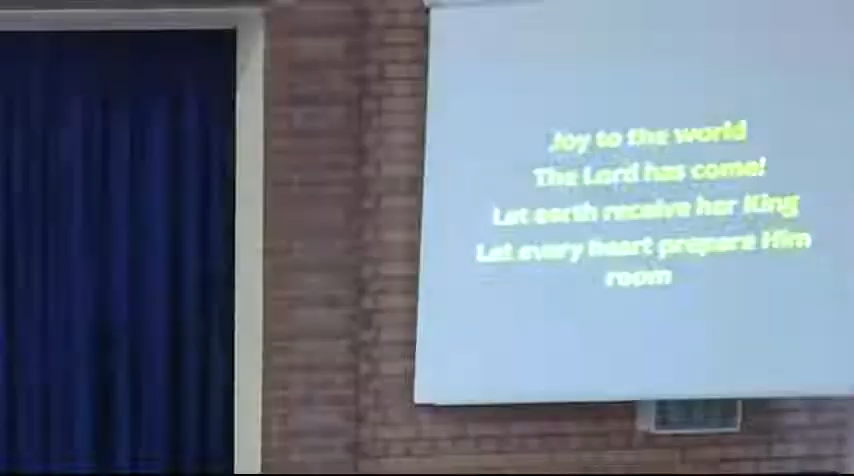 Joy to the world
The Lord has come!
Let earth receive her King
Let every heart prepare Him
room